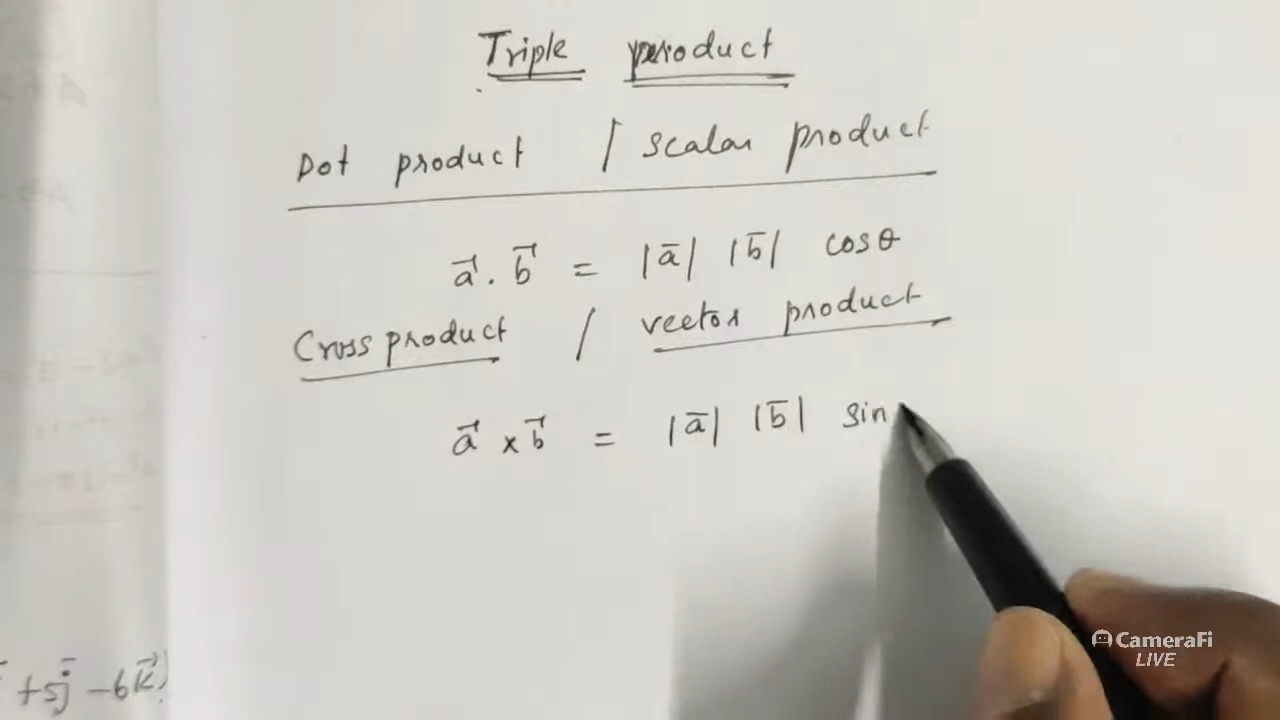 Triple product
Dot product / scalar product
a⃗ . b⃗ = |a̅| |b̅| cosθ
Cross product / vector product
a⃗ × b⃗ = |a̅| |b̅| sin
+5j̅ -6k⃗)
CameraFi
LIVE